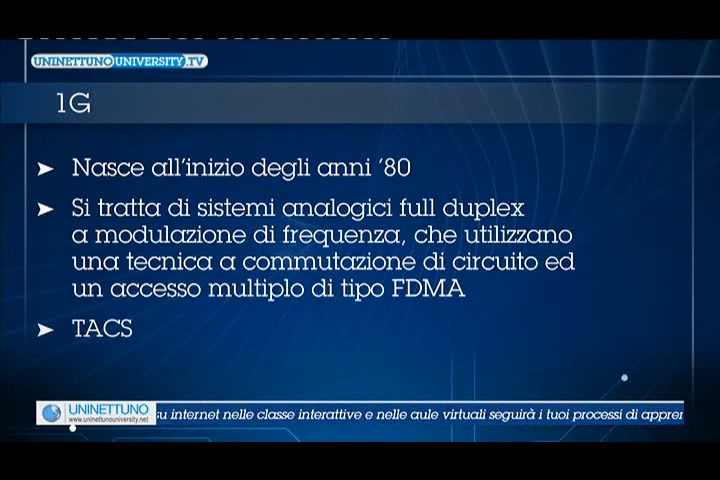 UNINETTUNOUNIVERSITY.TV
1G
➤ Nasce all'inizio degli anni '80
➤ Si tratta di sistemi analogici full duplex
a modulazione di frequenza, che utilizzano
una tecnica a commutazione di circuito ed
un accesso multiplo di tipo FDMA
➤ TACS
UNINETTUNO
www.uninettunouniversity.net
su internet nelle classe interattive e nelle aule virtuali seguirà i tuoi processi di appren